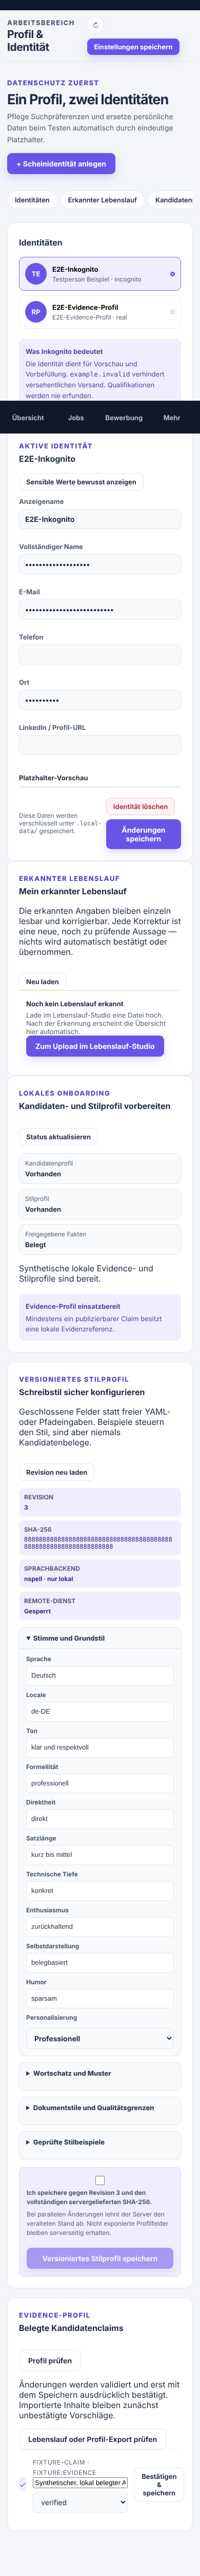 ARBEITSBEREICH
Profil &
Identität
↻
Einstellungen speichern
DATENSCHUTZ ZUERST
Ein Profil, zwei Identitäten
Pflege Suchpräferenzen und ersetze persönliche
Daten beim Testen automatisch durch eindeutige
Platzhalter.
+ Scheinidentität anlegen
Identitäten
Erkannter Lebenslauf
Kandidaten
Identitäten
TE
E2E-Inkognito
Testperson Beispiel · incognito
RP
E2E-Evidence-Profil
E2E-Evidence-Profil · real
Was Inkognito bedeutet
Die Identität dient für Vorschau und
Vorbefüllung. example.invalid verhindert
versehentlichen Versand. Qualifikationen
werden nie erfunden.
Übersicht
Jobs
Bewerbung
Mehr
AKTIVE IDENTITÄT
E2E-Inkognito
Sensible Werte bewusst anzeigen
Anzeigename
E2E-Inkognito
Vollständiger Name
E-Mail
Telefon
Ort
LinkedIn / Profil-URL
Platzhalter-Vorschau
Diese Daten werden
verschlüsselt unter .local-
data/ gespeichert.
Identität löschen
Änderungen
speichern
ERKANNTER LEBENSLAUF
Mein erkannter Lebenslauf
Die erkannten Angaben bleiben einzeln
lesbar und korrigierbar. Jede Korrektur ist
eine neue, noch zu prüfende Aussage —
nichts wird automatisch bestätigt oder
übernommen.
Neu laden
Noch kein Lebenslauf erkannt
Lade im Lebenslauf-Studio eine Datei hoch.
Nach der Erkennung erscheint die Übersicht
hier automatisch.
Zum Upload im Lebenslauf-Studio
LOKALES ONBOARDING
Kandidaten- und Stilprofil vorbereiten
Status aktualisieren
Kandidatenprofil
Vorhanden
Stilprofil
Vorhanden
Freigegebene Fakten
Belegt
Synthetische lokale Evidence- und
Stilprofile sind bereit.
Evidence-Profil einsatzbereit
Mindestens ein publizierbarer Claim besitzt
eine lokale Evidenzreferenz.
VERSIONIERTES STILPROFIL
Schreibstil sicher konfigurieren
Geschlossene Felder statt freier YAML-
oder Pfadeingaben. Beispiele steuern
den Stil, sind aber niemals
Kandidatenbelege.
Revision neu laden
REVISION
3
SHA-256
SPRACHBACKEND
nspell · nur lokal
REMOTE-DIENST
Gesperrt
▼ Stimme und Grundstil
Sprache
Deutsch
Locale
de-DE
Ton
klar und respektvoll
Formellität
professionell
Direktheit
direkt
Satzlänge
kurz bis mittel
Technische Tiefe
konkret
Enthusiasmus
zurückhaltend
Selbstdarstellung
belegbasiert
Humor
sparsam
Personalisierung
Professionell
▶ Wortschatz und Muster
▶ Dokumentstile und Qualitätsgrenzen
▶ Geprüfte Stilbeispiele
Ich speichere gegen Revision 3 und den
vollständigen servergelieferten SHA-256.
Bei parallelen Änderungen lehnt der Server den
veralteten Stand ab. Nicht exponierte Profilfelder
bleiben serverseitig erhalten.
Versioniertes Stilprofil speichern
EVIDENCE-PROFIL
Belegte Kandidatenclaims
Profil prüfen
Änderungen werden validiert und erst mit
dem Speichern ausdrücklich bestätigt.
Importierte Inhalte bleiben zunächst
unbestätigte Vorschläge.
Lebenslauf oder Profil-Export prüfen
FIXTURE-CLAIM ·
FIXTURE:EVIDENCE
Synthetischer, lokal belegter
verified
Bestätigen
&
speichern